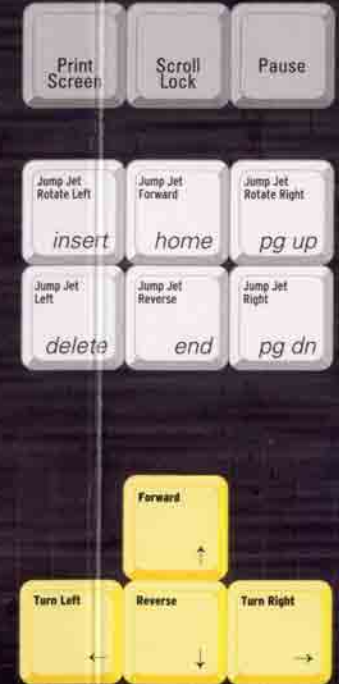 Print Screen
Scroll Lock
Pause
Jump Jet Rotate Left
insert
Jump Jet Forward
home
Jump Jet Rotate Right
pg up
Jump Jet Left
delete
Jump Jet Reverse
end
Jump Jet Right
pg dn
Forward
↑
Turn Left
←
Reverse
↓
Turn Right
→